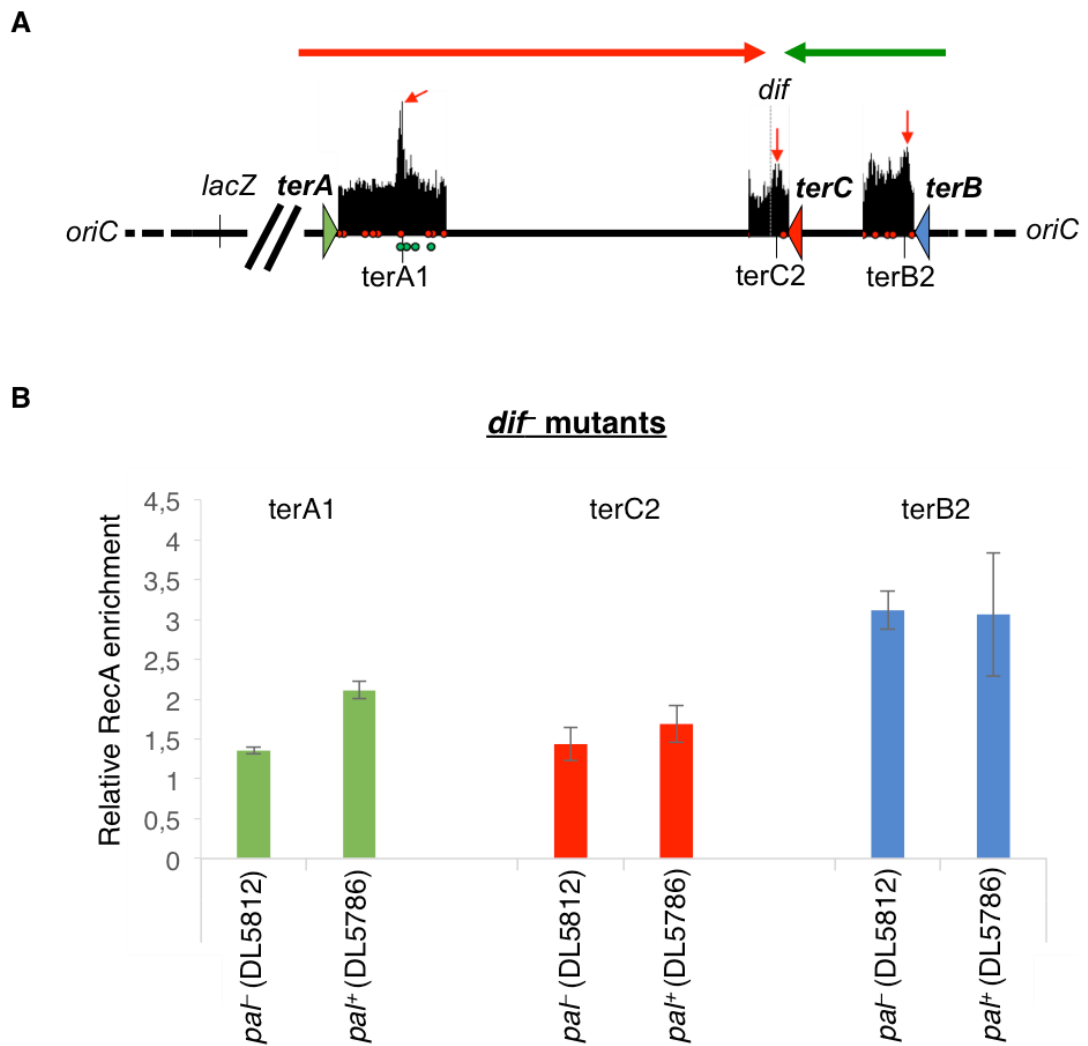 A
dif
lacZ terA terC terB
oriC oriC
terA1 terC2 terB2
B
dif– mutants
terA1 terC2 terB2
Relative RecA enrichment
4,5
4
3,5
3
2,5
2
1,5
1
0,5
0
pal– (DL5812)
pal+ (DL5786)
pal– (DL5812)
pal+ (DL5786)
pal– (DL5812)
pal+ (DL5786)